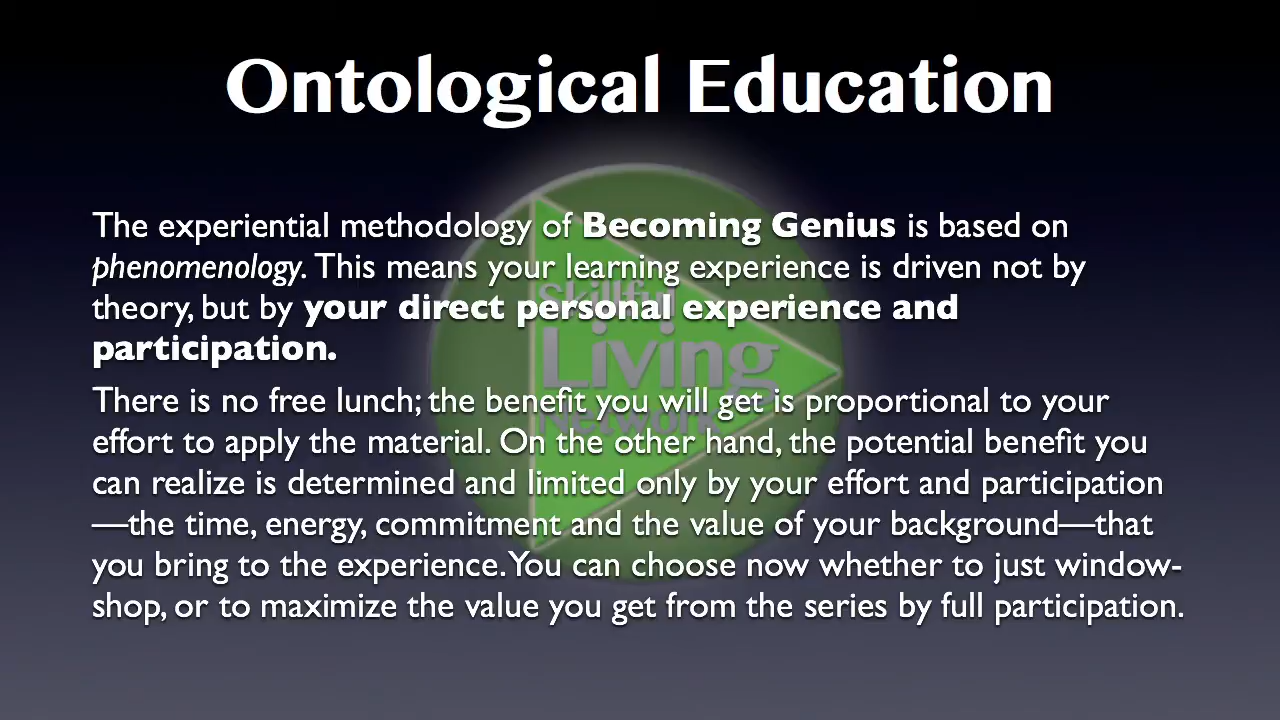 Ontological Education
The experiential methodology of Becoming Genius is based on
phenomenology. This means your learning experience is driven not by
theory, but by your direct personal experience and
participation.
Skillful
Living
Network
There is no free lunch; the benefit you will get is proportional to your
effort to apply the material. On the other hand, the potential benefit you
can realize is determined and limited only by your effort and participation
—the time, energy, commitment and the value of your background—that
you bring to the experience. You can choose now whether to just window-
shop, or to maximize the value you get from the series by full participation.